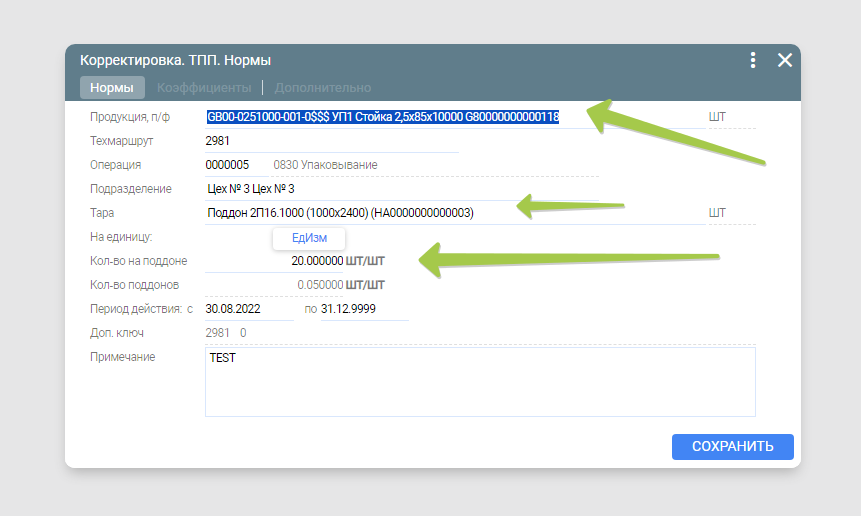 Корректировка. ТПП. Нормы
Нормы Коэффициенты Дополнительно
Продукция, п/ф GB00-0251000-001-0$$$ УП1 Стойка 2,5х85х10000 G80000000000118 ШТ
Техмаршрут 2981
Операция 0000005 0830 Упаковывание
Подразделение Цех № 3 Цех № 3
Тара Поддон 2П16.1000 (1000х2400) (НА0000000000003) ШТ
На единицу: ЕдИзм
Кол-во на поддоне 20.000000 ШТ/ШТ
Кол-во поддонов 0.050000 ШТ/ШТ
Период действия: с 30.08.2022 по 31.12.9999
Доп. ключ 2981 0
Примечание TEST
СОХРАНИТЬ